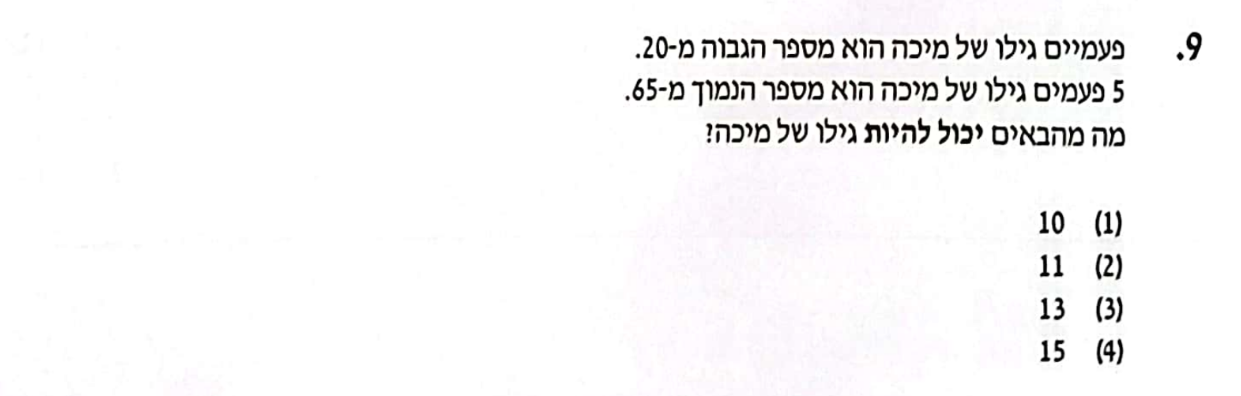 9. פעמיים גילו של מיכה הוא מספר הגבוה מ-20.
5 פעמים גילו של מיכה הוא מספר הנמוך מ-65.
מה מהבאים יכול להיות גילו של מיכה?
(1) 10
(2) 11
(3) 13
(4) 15